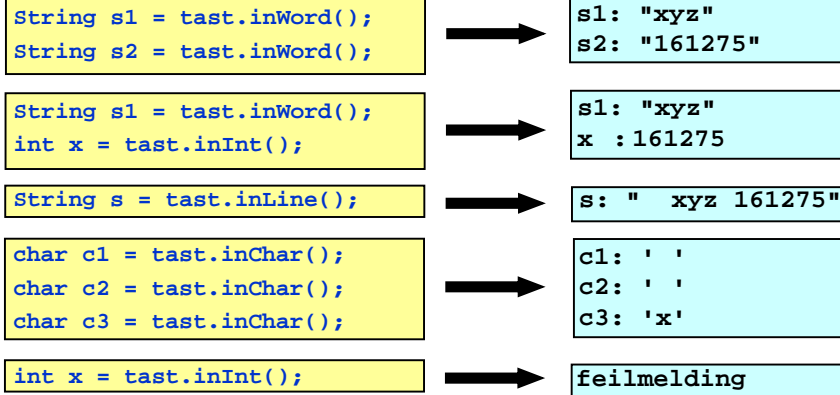 String s1 = tast.inWord();
String s2 = tast.inWord();
s1: "xyz"
s2: "161275"
String s1 = tast.inWord();
int x = tast.inInt();
s1: "xyz"
x : 161275
String s = tast.inLine();
s: "  xyz 161275"
char c1 = tast.inChar();
char c2 = tast.inChar();
char c3 = tast.inChar();
c1: ' '
c2: ' '
c3: 'x'
int x = tast.inInt();
feilmelding